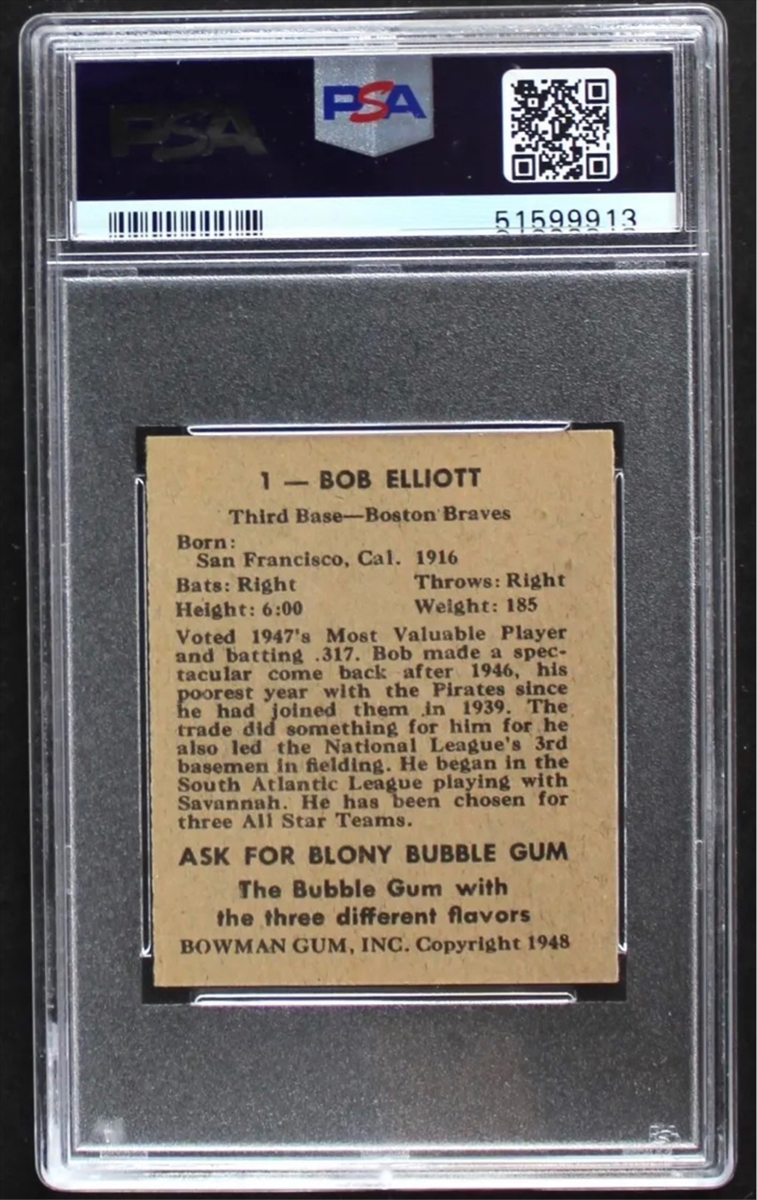 PSA
PSA
51599913
1 — BOB ELLIOTT
Third Base—Boston Braves
Born:
San Francisco, Cal. 1916
Bats: Right Throws: Right
Height: 6:00 Weight: 185
Voted 1947's Most Valuable Player
and batting .317. Bob made a spec-
tacular come back after 1946, his
poorest year with the Pirates since
he had joined them in 1939. The
trade did something for him for he
also led the National League's 3rd
basemen in fielding. He began in the
South Atlantic League playing with
Savannah. He has been chosen for
three All Star Teams.
ASK FOR BLONY BUBBLE GUM
The Bubble Gum with
the three different flavors
BOWMAN GUM, INC. Copyright 1948